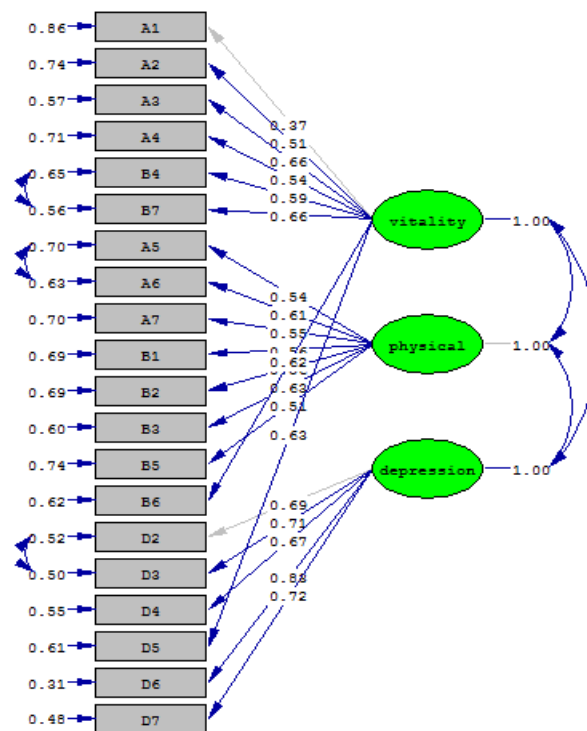 0.86 A1
0.74 A2
0.57 A3
0.71 A4
0.37
0.51
0.65 B4
0.66
0.54
0.56 B7
0.59
0.66
vitality 1.00
0.70 A5
0.63 A6
0.54
0.70 A7
0.61
0.55
0.69 B1
physical 1.00
0.62
0.69 B2
0.63
0.51
0.60 B3
0.63
0.74 B5
depression 1.00
0.62 B6
0.69
0.52 D2
0.71
0.67
0.50 D3
0.55 D4
0.88
0.72
0.61 D5
0.31 D6
0.48 D7